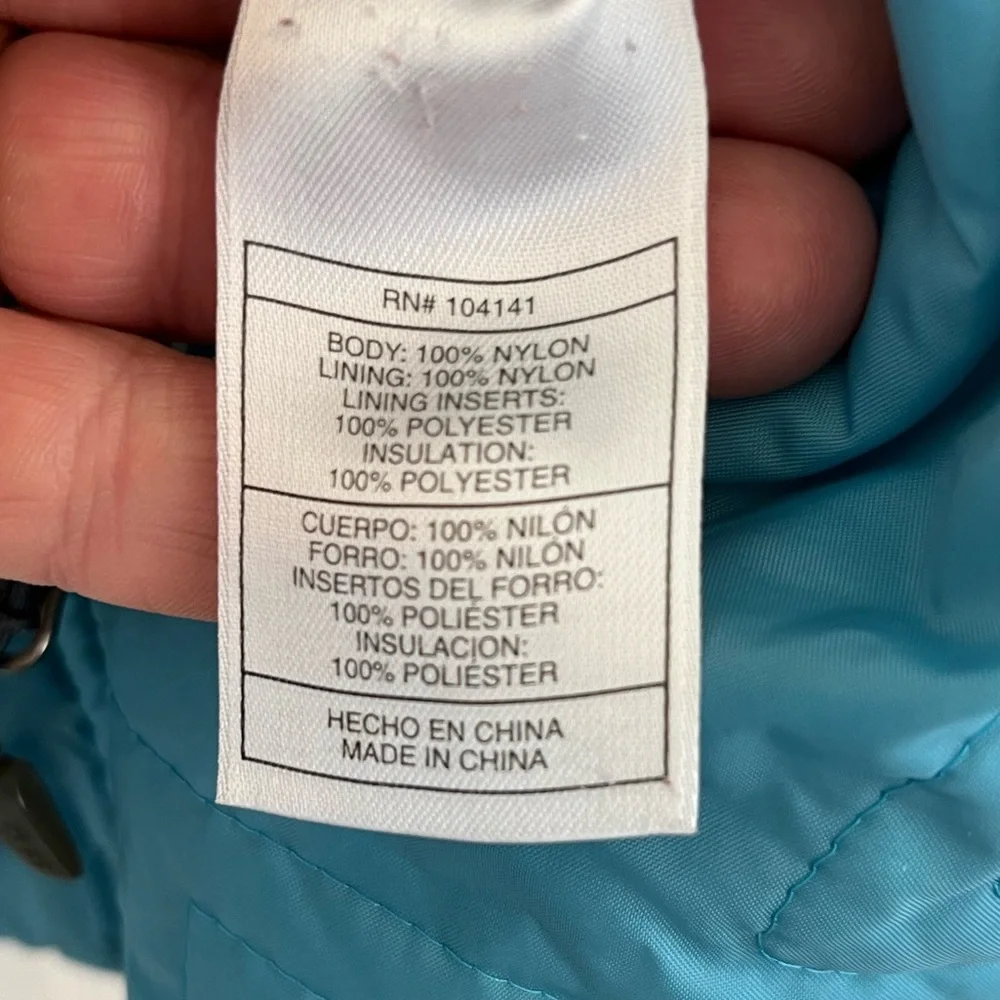 RN# 104141
BODY: 100% NYLON
LINING: 100% NYLON
LINING INSERTS:
100% POLYESTER
INSULATION:
100% POLYESTER
CUERPO: 100% NILÓN
FORRO: 100% NILÓN
INSERTOS DEL FORRO:
100% POLIÉSTER
INSULACION:
100% POLIÉSTER
HECHO EN CHINA
MADE IN CHINA